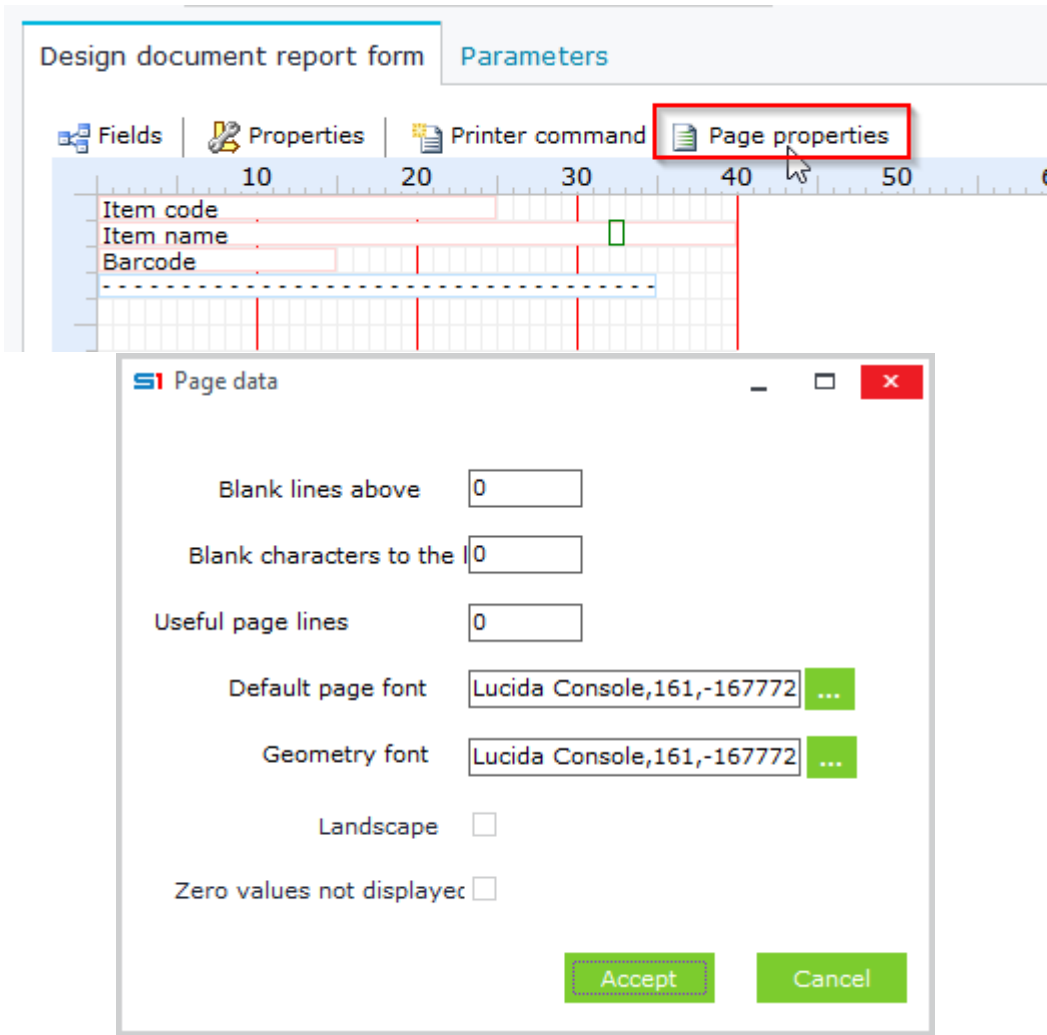 Design document report form Parameters
Fields Properties Printer command Page properties
10 20 30 40 50
Item code
Item name
Barcode
- - - - - - - - - - - - - - - - - - - - - - - - - - - - - - - - - - -
S1 Page data
Blank lines above 0
Blank characters to the l 0
Useful page lines 0
Default page font Lucida Console,161,-167772 ...
Geometry font Lucida Console,161,-167772 ...
Landscape
Zero values not displayed
Accept Cancel